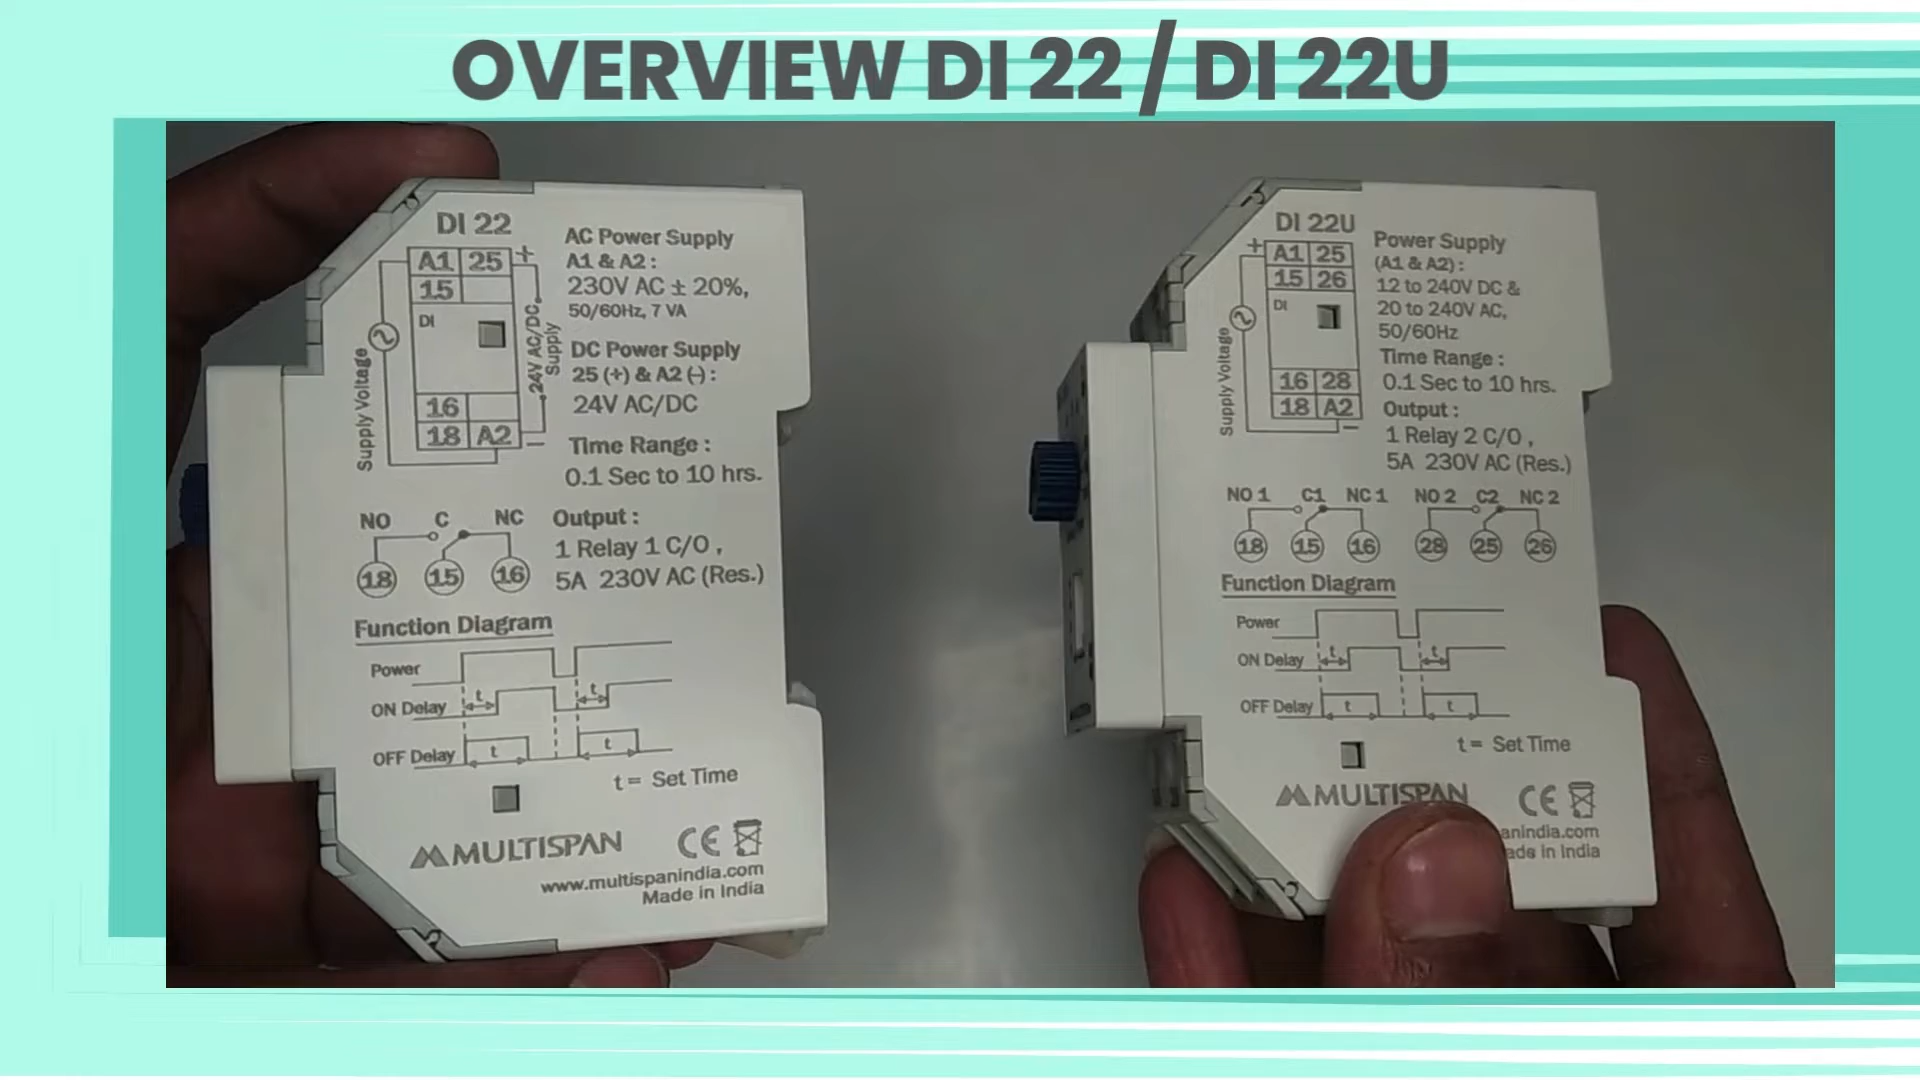 OVERVIEW DI 22 / DI 22U
DI 22
A1 25 +
15
DI
16
18 A2 −
Supply Voltage
24V AC/DC
Supply
AC Power Supply
A1 & A2 :
230V AC ± 20%,
50/60Hz, 7 VA
DC Power Supply
25 (+) & A2 (-) :
24V AC/DC
Time Range :
0.1 Sec to 10 hrs.
NO C NC
18 15 16
Output :
1 Relay 1 C/O ,
5A 230V AC (Res.)
Function Diagram
Power
ON Delay t t
OFF Delay t t
t = Set Time
MULTISPAN CE
www.multispanindia.com
Made in India
DI 22U
+ A1 25
15 26
DI
16 28
18 A2
−
Supply Voltage
Power Supply
(A1 & A2) :
12 to 240V DC &
20 to 240V AC,
50/60Hz
Time Range :
0.1 Sec to 10 hrs.
Output :
1 Relay 2 C/O ,
5A 230V AC (Res.)
NO 1 C1 NC 1 NO 2 C2 NC 2
18 15 16 28 25 26
Function Diagram
Power
ON Delay t t
OFF Delay t t
t = Set Time
MULTISPAN CE
anindia.com
ade in India